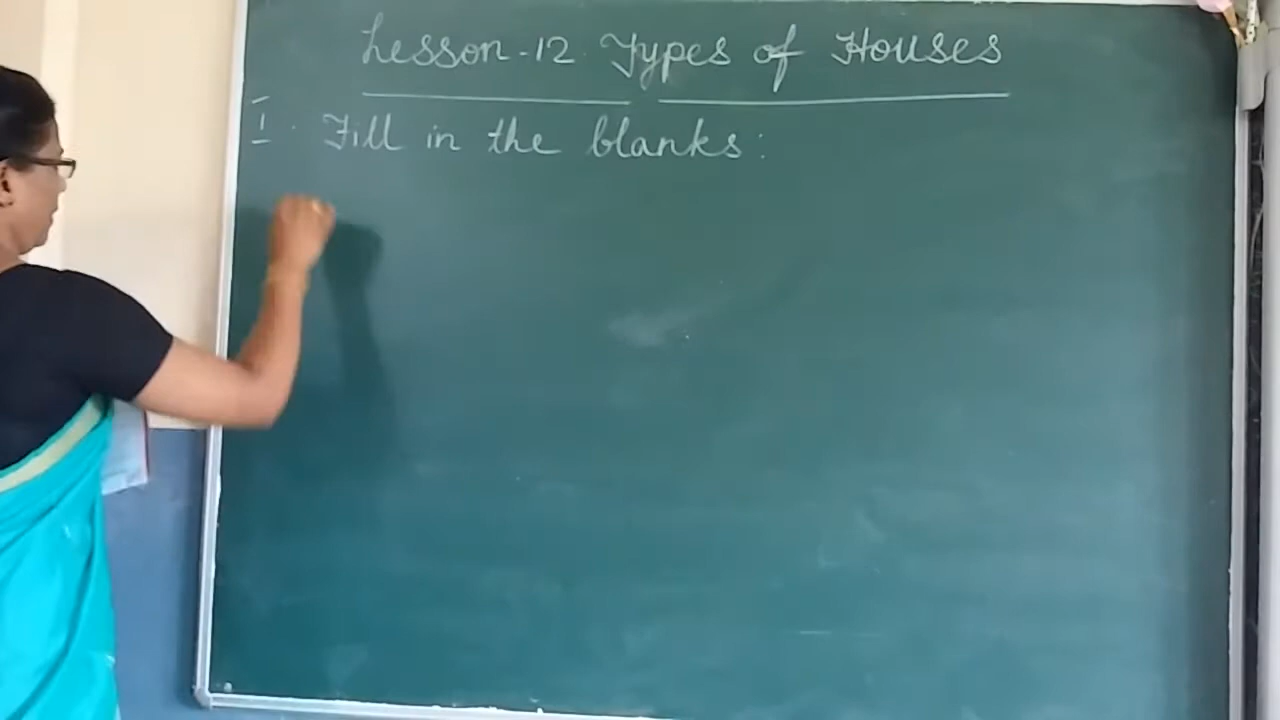 Lesson-12 Types of Houses
I. Fill in the blanks: